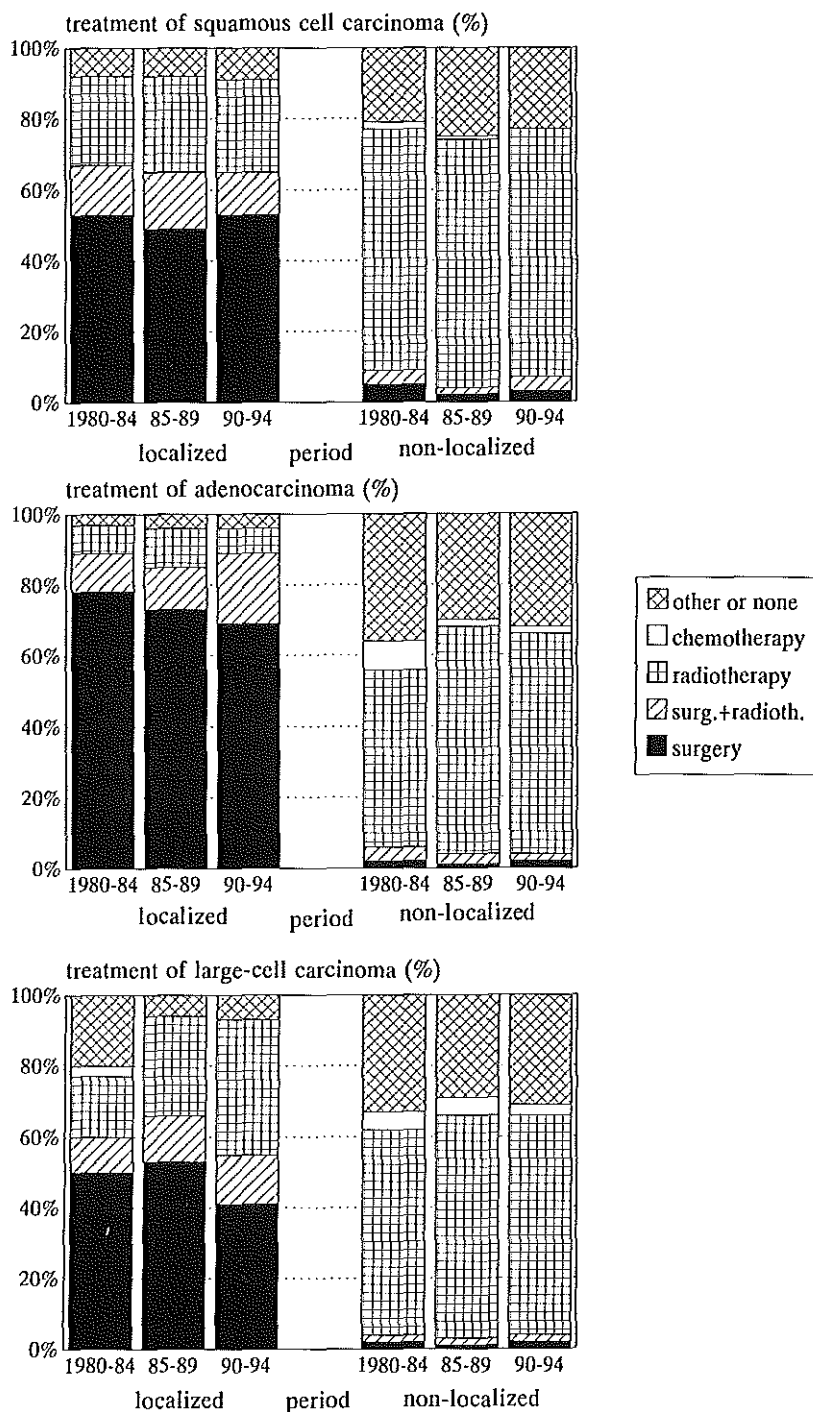 treatment of squamous cell carcinoma (%)
100%
80%
60%
40%
20%
0%
1980-84 85-89 90-94 1980-84 85-89 90-94
localized period non-localized
treatment of adenocarcinoma (%)
100%
80%
60%
40%
20%
0%
1980-84 85-89 90-94 1980-84 85-89 90-94
localized period non-localized
other or none
chemotherapy
radiotherapy
surg.+radioth.
surgery
treatment of large-cell carcinoma (%)
100%
80%
60%
40%
20%
0%
1980-84 85-89 90-94 1980-84 85-89 90-94
localized period non-localized